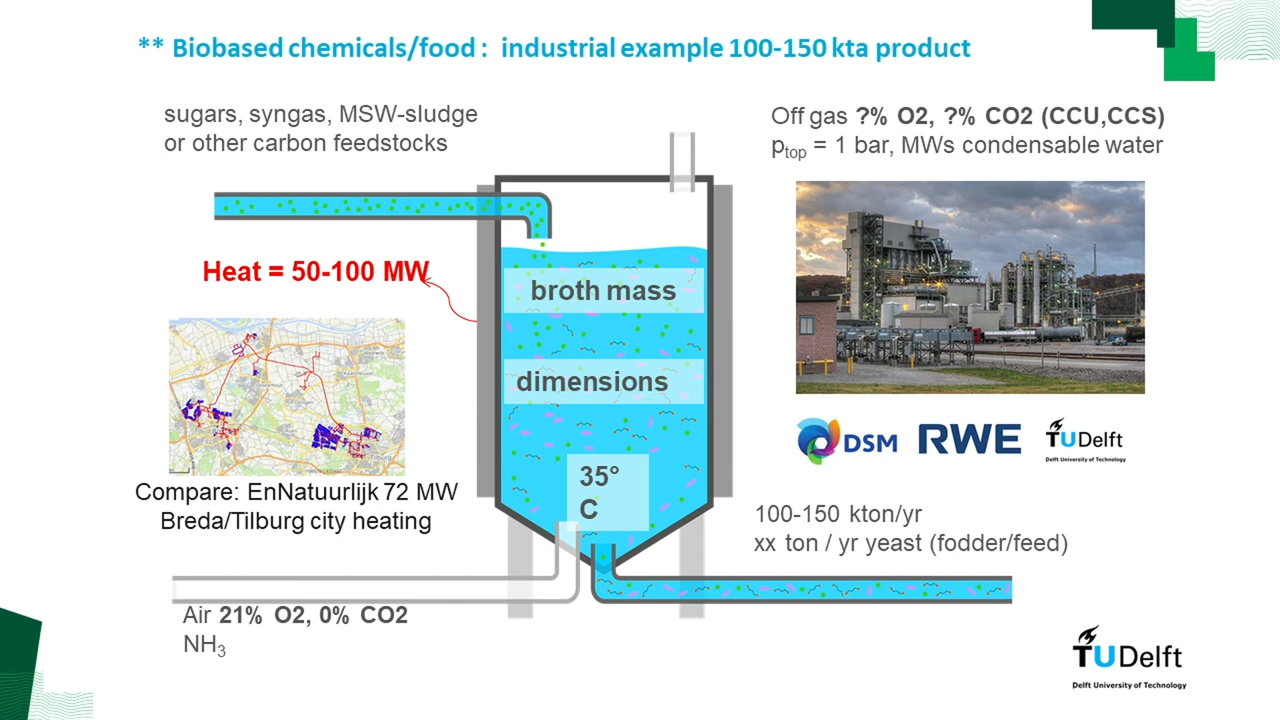 ** Biobased chemicals/food : industrial example 100-150 kta product
sugars, syngas, MSW-sludge
or other carbon feedstocks
Off gas ?% O2, ?% CO2 (CCU,CCS)
ptop = 1 bar, MWs condensable water
Heat = 50-100 MW
broth mass
dimensions
35°
C
Tilburg
Compare: EnNatuurlijk 72 MW
Breda/Tilburg city heating
DSM
RWE
TUDelft
Delft University of Technology
100-150 kton/yr
xx ton / yr yeast (fodder/feed)
Air 21% O2, 0% CO2
NH3
TUDelft
Delft University of Technology